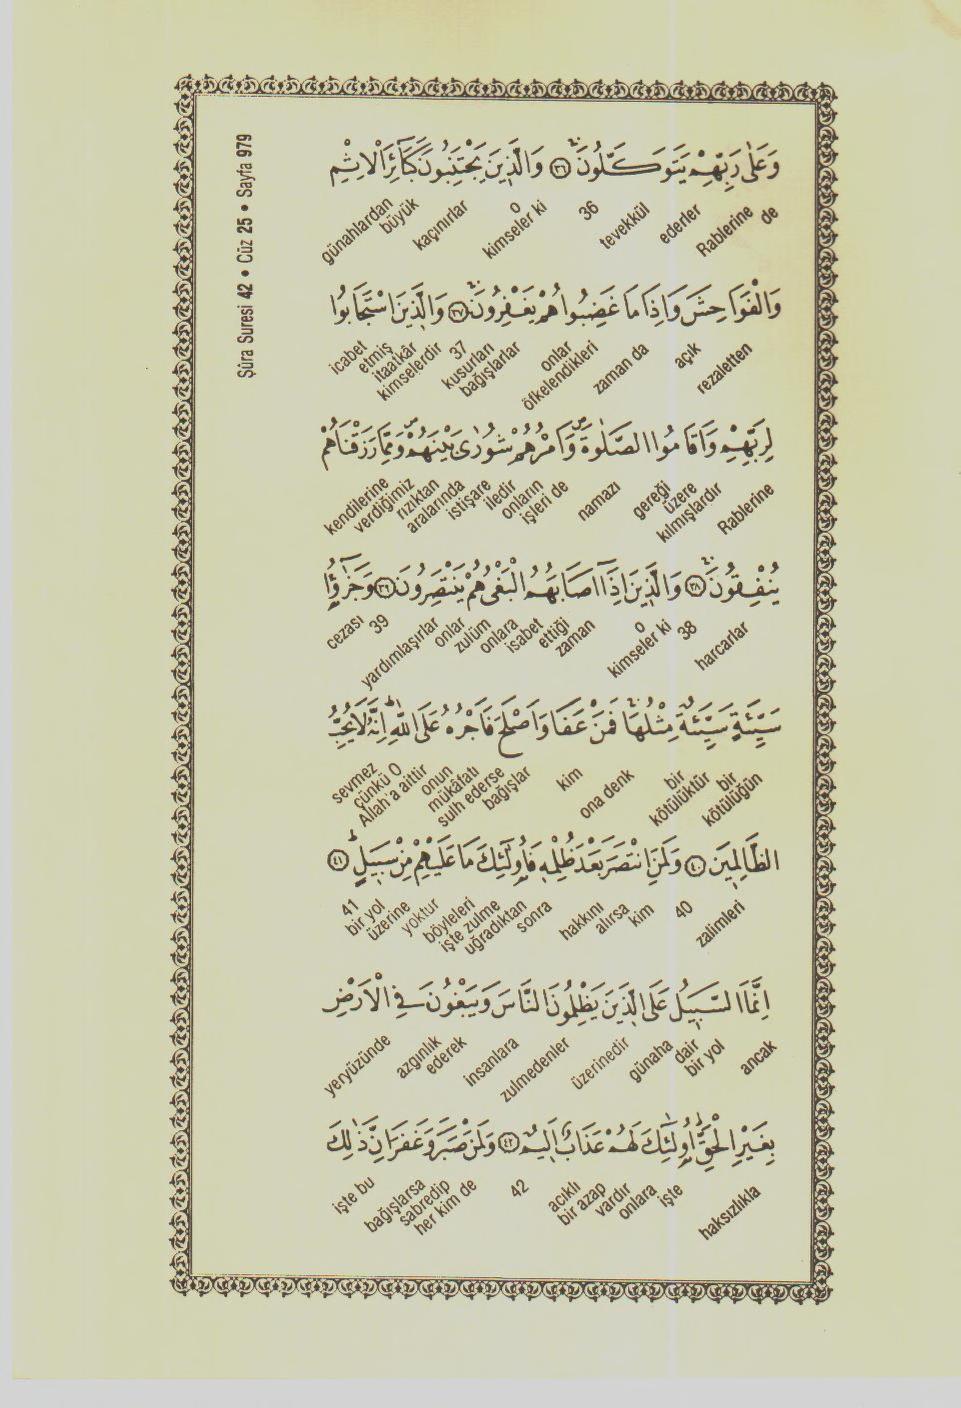 Şûra Suresi 42 • Cüz 25 • Sayfa 979
وَعَلٰى رَبِّهِمْ يَتَوَكَّلُونَ ﴿٣٦﴾ وَالَّذِينَ يَجْتَنِبُونَ كَبَٓائِرَ الْاِثْمِ
de Rablerine ederler tevekkül 36 o kimseler ki kaçınırlar büyük günahlardan
وَالْفَوَاحِشَ وَاِذَا مَا غَضِبُوا هُمْ يَغْفِرُونَ ﴿٣٧﴾ وَالَّذِينَ اسْتَجَابُوا
rezaletten açık zaman da öfkelendikleri onlar bağışlarlar kusurları 37 kimselerdir itaatkâr etmiş icabet
لِرَبِّهِمْ وَاَقَامُوا الصَّلٰوةَ وَاَمْرُهُمْ شُورٰى بَيْنَهُمْ وَمِمَّا رَزَقْنَاهُمْ
Rablerine kılmışlardır üzere gereği namazı işleri de onların iledir istişare aralarında rızıktan verdiğimiz kendilerine
يُنْفِقُونَ ﴿٣٨﴾ وَالَّذِينَ اِذَٓا اَصَابَهُمُ الْبَغْىُ هُمْ يَنْتَصِرُونَ ﴿٣٩﴾ وَجَزٰٓؤُا
harcarlar 38 o kimseler ki zaman ettiği isabet onlara zulüm onlar yardımlaşırlar 39 cezası
سَيِّئَةٍ سَيِّئَةٌ مِثْلُهَا فَمَنْ عَفَا وَاَصْلَحَ فَاَجْرُهُ عَلَى اللّٰهِ اِنَّهُ لَا يُحِبُّ
kötülüğün bir kötülüktür bir ona denk kim bağışlar sulh ederse mükâfatı onun Allah'a aittir çünkü O sevmez
الظَّالِمِينَ ﴿٤٠﴾ وَلَمَنِ انْتَصَرَ بَعْدَ ظُلْمِهِ فَاُولٰٓئِكَ مَا عَلَيْهِمْ مِنْ سَبِيلٍ ﴿٤١﴾
zalimleri 40 kim alırsa hakkını sonra uğradıktan işte zulme böyleleri yoktur üzerine bir yol 41
اِنَّمَا السَّبِيلُ عَلَى الَّذِينَ يَظْلِمُونَ النَّاسَ وَيَبْغُونَ فِى الْاَرْضِ
ancak bir yol dair günaha üzerinedir zulmedenler insanlara ederek azgınlık yeryüzünde
بِغَيْرِ الْحَقِّ اُولٰٓئِكَ لَهُمْ عَذَابٌ اَلِيمٌ ﴿٤٢﴾ وَلَمَنْ صَبَرَ وَغَفَرَ اِنَّ ذٰلِكَ
haksızlıkla işte onlara vardır bir azap acıklı 42 her kim de sabredip bağışlarsa işte bu